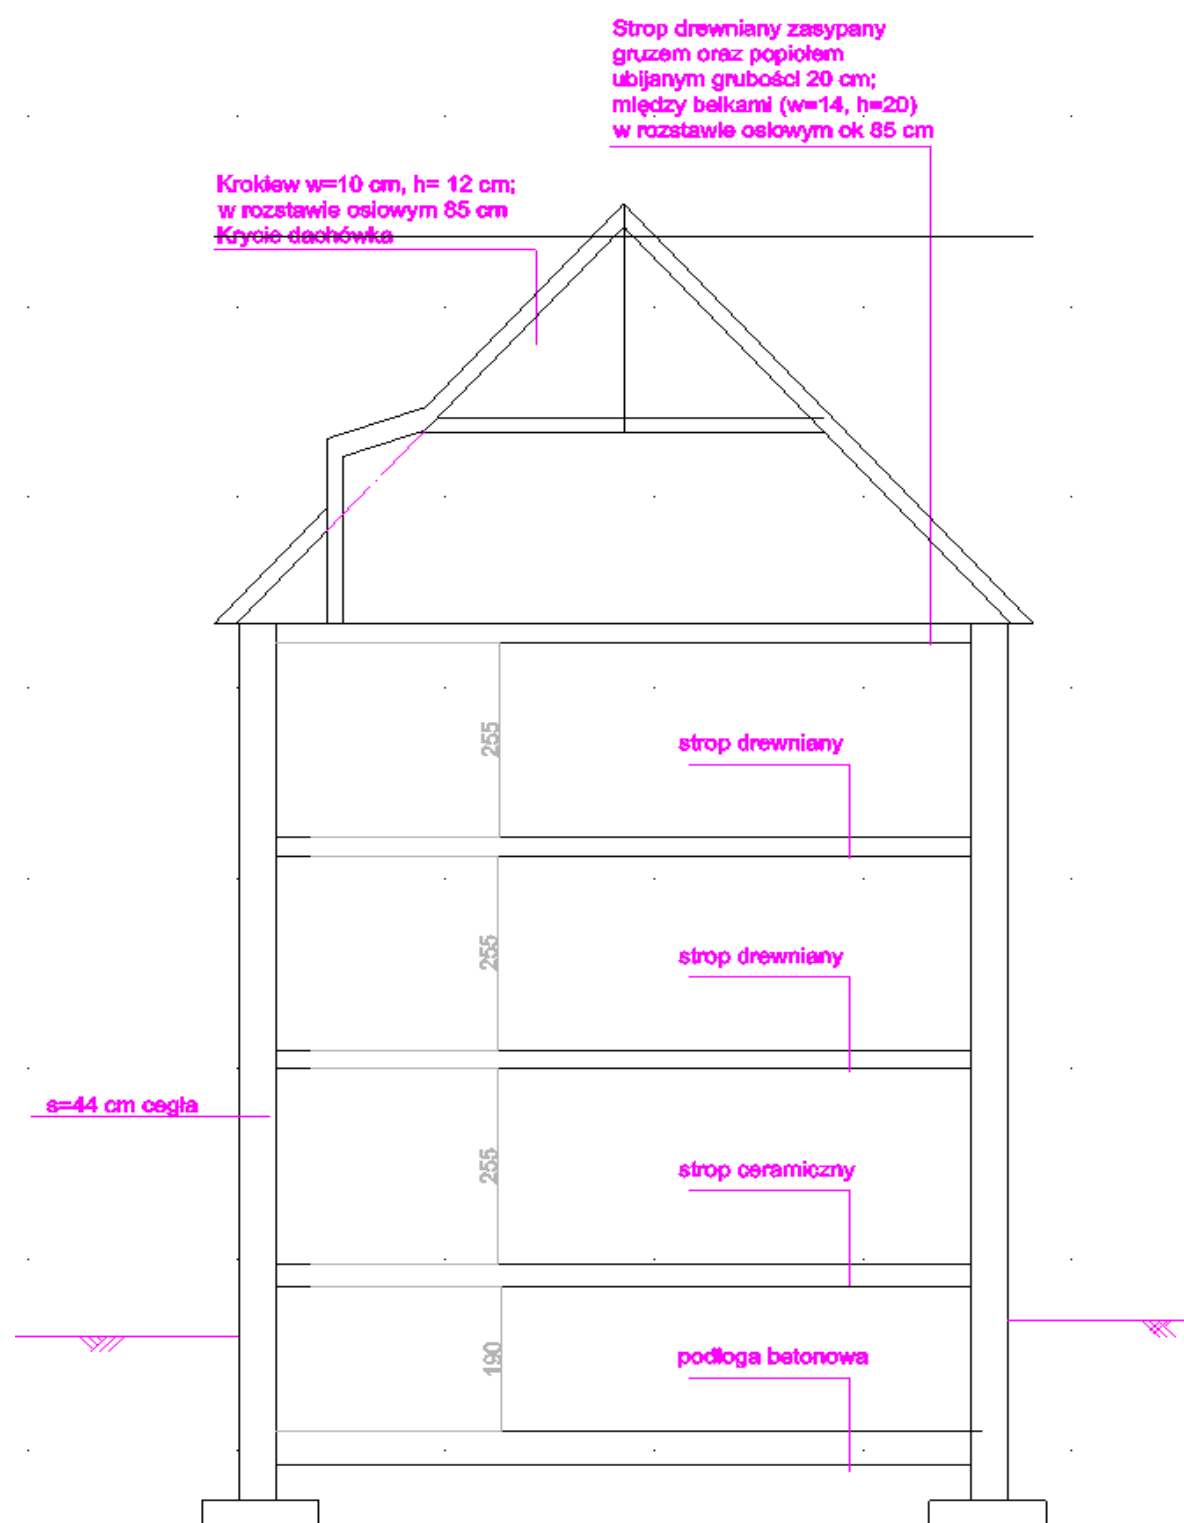 Strop drewniany zasypany
gruzem oraz popiołem
ubijanym grubości 20 cm;
między belkami (w=14, h=20)
w rozstawie osiowym ok 85 cm
Krokiew w=10 cm, h= 12 cm;
w rozstawie osiowym 85 cm
Krycie dachówka
255
strop drewniany
255
strop drewniany
s=44 cm cegła
255
strop ceramiczny
190
podłoga betonowa